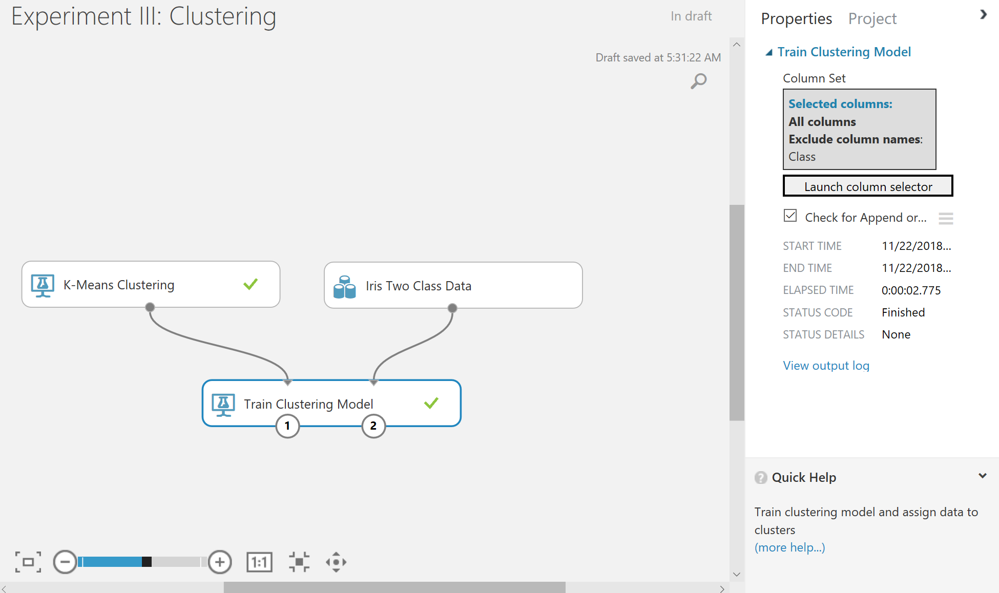 Experiment III: Clustering
In draft
Draft saved at 5:31:22 AM
K-Means Clustering
Iris Two Class Data
Train Clustering Model
1
2
1:1
Properties
Project
Train Clustering Model
Column Set
Selected columns:
All columns
Exclude column names:
Class
Launch column selector
Check for Append or...
START TIME 11/22/2018...
END TIME 11/22/2018...
ELAPSED TIME 0:00:02.775
STATUS CODE Finished
STATUS DETAILS None
View output log
? Quick Help
Train clustering model and assign data to
clusters
(more help...)